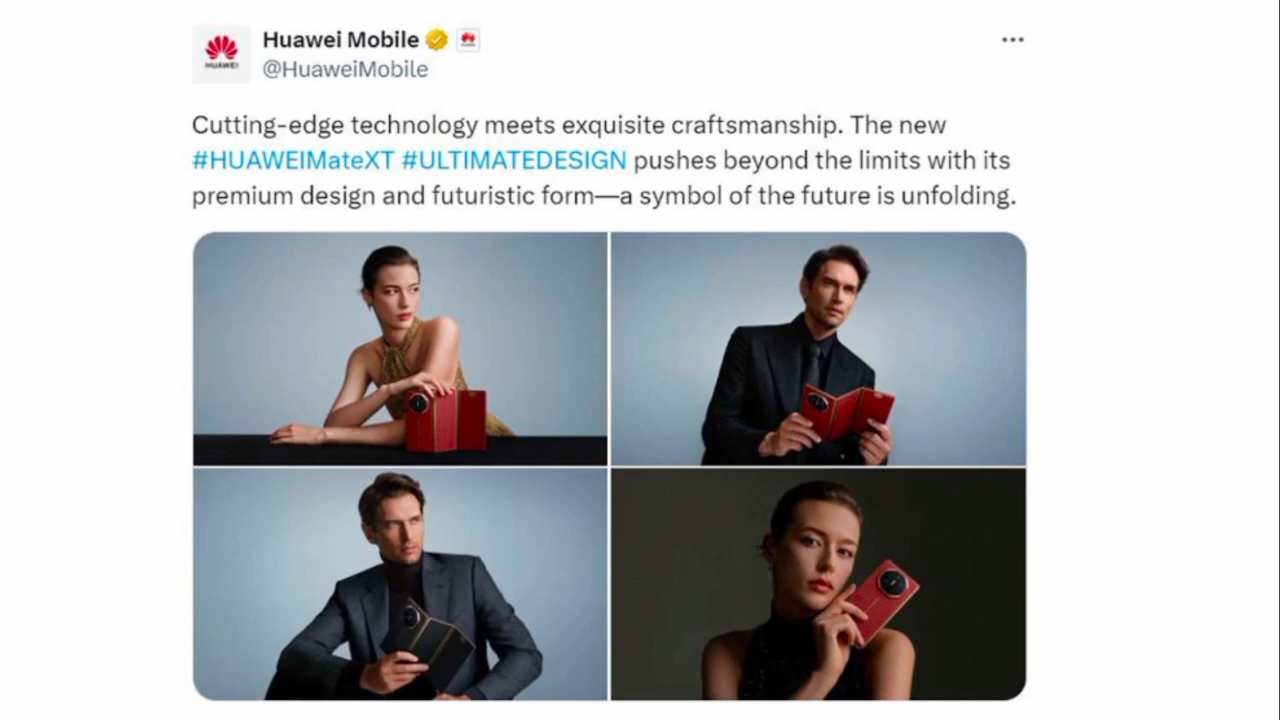 Huawei Mobile
HUAWEI
@HuaweiMobile
Cutting-edge technology meets exquisite craftsmanship. The new
#HUAWEIMateXT #ULTIMATEDESIGN pushes beyond the limits with its
premium design and futuristic form—a symbol of the future is unfolding.